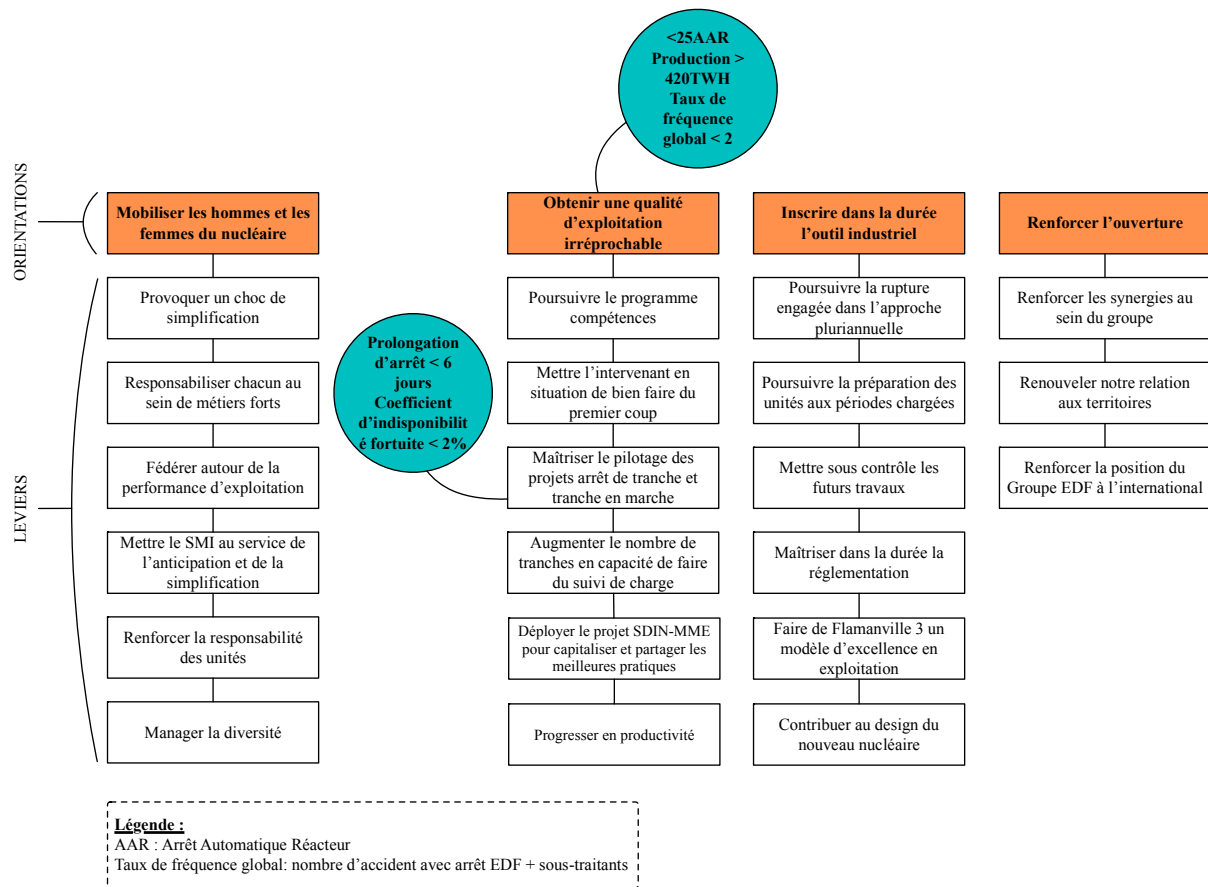 <25AAR
Production >
420TWH
Taux de
fréquence
global < 2
ORIENTATIONS
Mobiliser les hommes et les
femmes du nucléaire
Obtenir une qualité
d’exploitation
irréprochable
Inscrire dans la durée
l’outil industriel
Renforcer l’ouverture
LEVIERS
Provoquer un choc de
simplification
Responsabiliser chacun au
sein de métiers forts
Fédérer autour de la
performance d’exploitation
Mettre le SMI au service de
l’anticipation et de la
simplification
Renforcer la responsabilité
des unités
Manager la diversité
Prolongation
d’arrêt < 6
jours
Coefficient
d’indisponibilit
é fortuite < 2%
Poursuivre le programme
compétences
Mettre l’intervenant en
situation de bien faire du
premier coup
Maîtriser le pilotage des
projets arrêt de tranche et
tranche en marche
Augmenter le nombre de
tranches en capacité de faire
du suivi de charge
Déployer le projet SDIN-MME
pour capitaliser et partager les
meilleures pratiques
Progresser en productivité
Poursuivre la rupture
engagée dans l’approche
pluriannuelle
Poursuivre la préparation des
unités aux périodes chargées
Mettre sous contrôle les
futurs travaux
Maîtriser dans la durée la
réglementation
Faire de Flamanville 3 un
modèle d’excellence en
exploitation
Contribuer au design du
nouveau nucléaire
Renforcer les synergies au
sein du groupe
Renouveler notre relation
aux territoires
Renforcer la position du
Groupe EDF à l’international
Légende :
AAR : Arrêt Automatique Réacteur
Taux de fréquence global: nombre d’accident avec arrêt EDF + sous-traitants